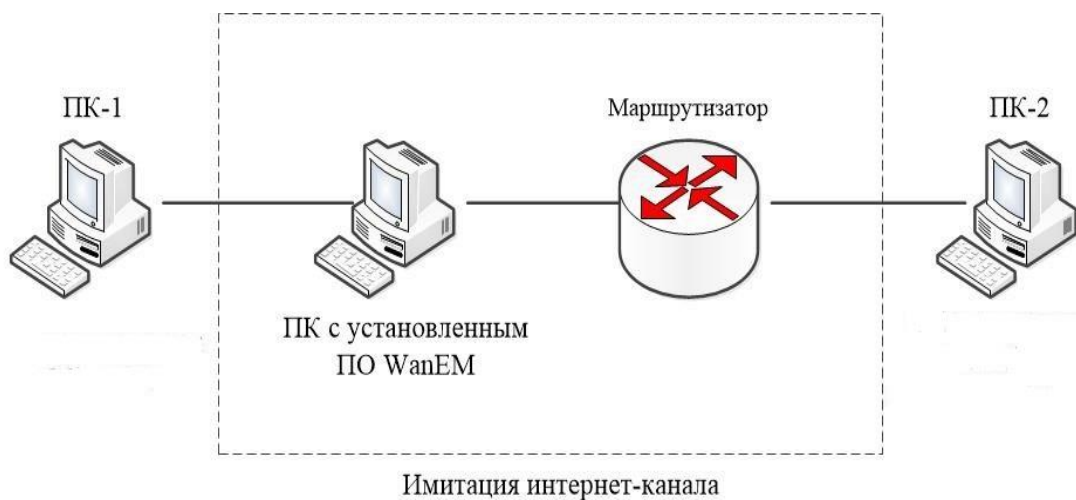 ПК-1
Маршрутизатор
ПК-2
ПК с установленным
ПО WanEM
Имитация интернет-канала